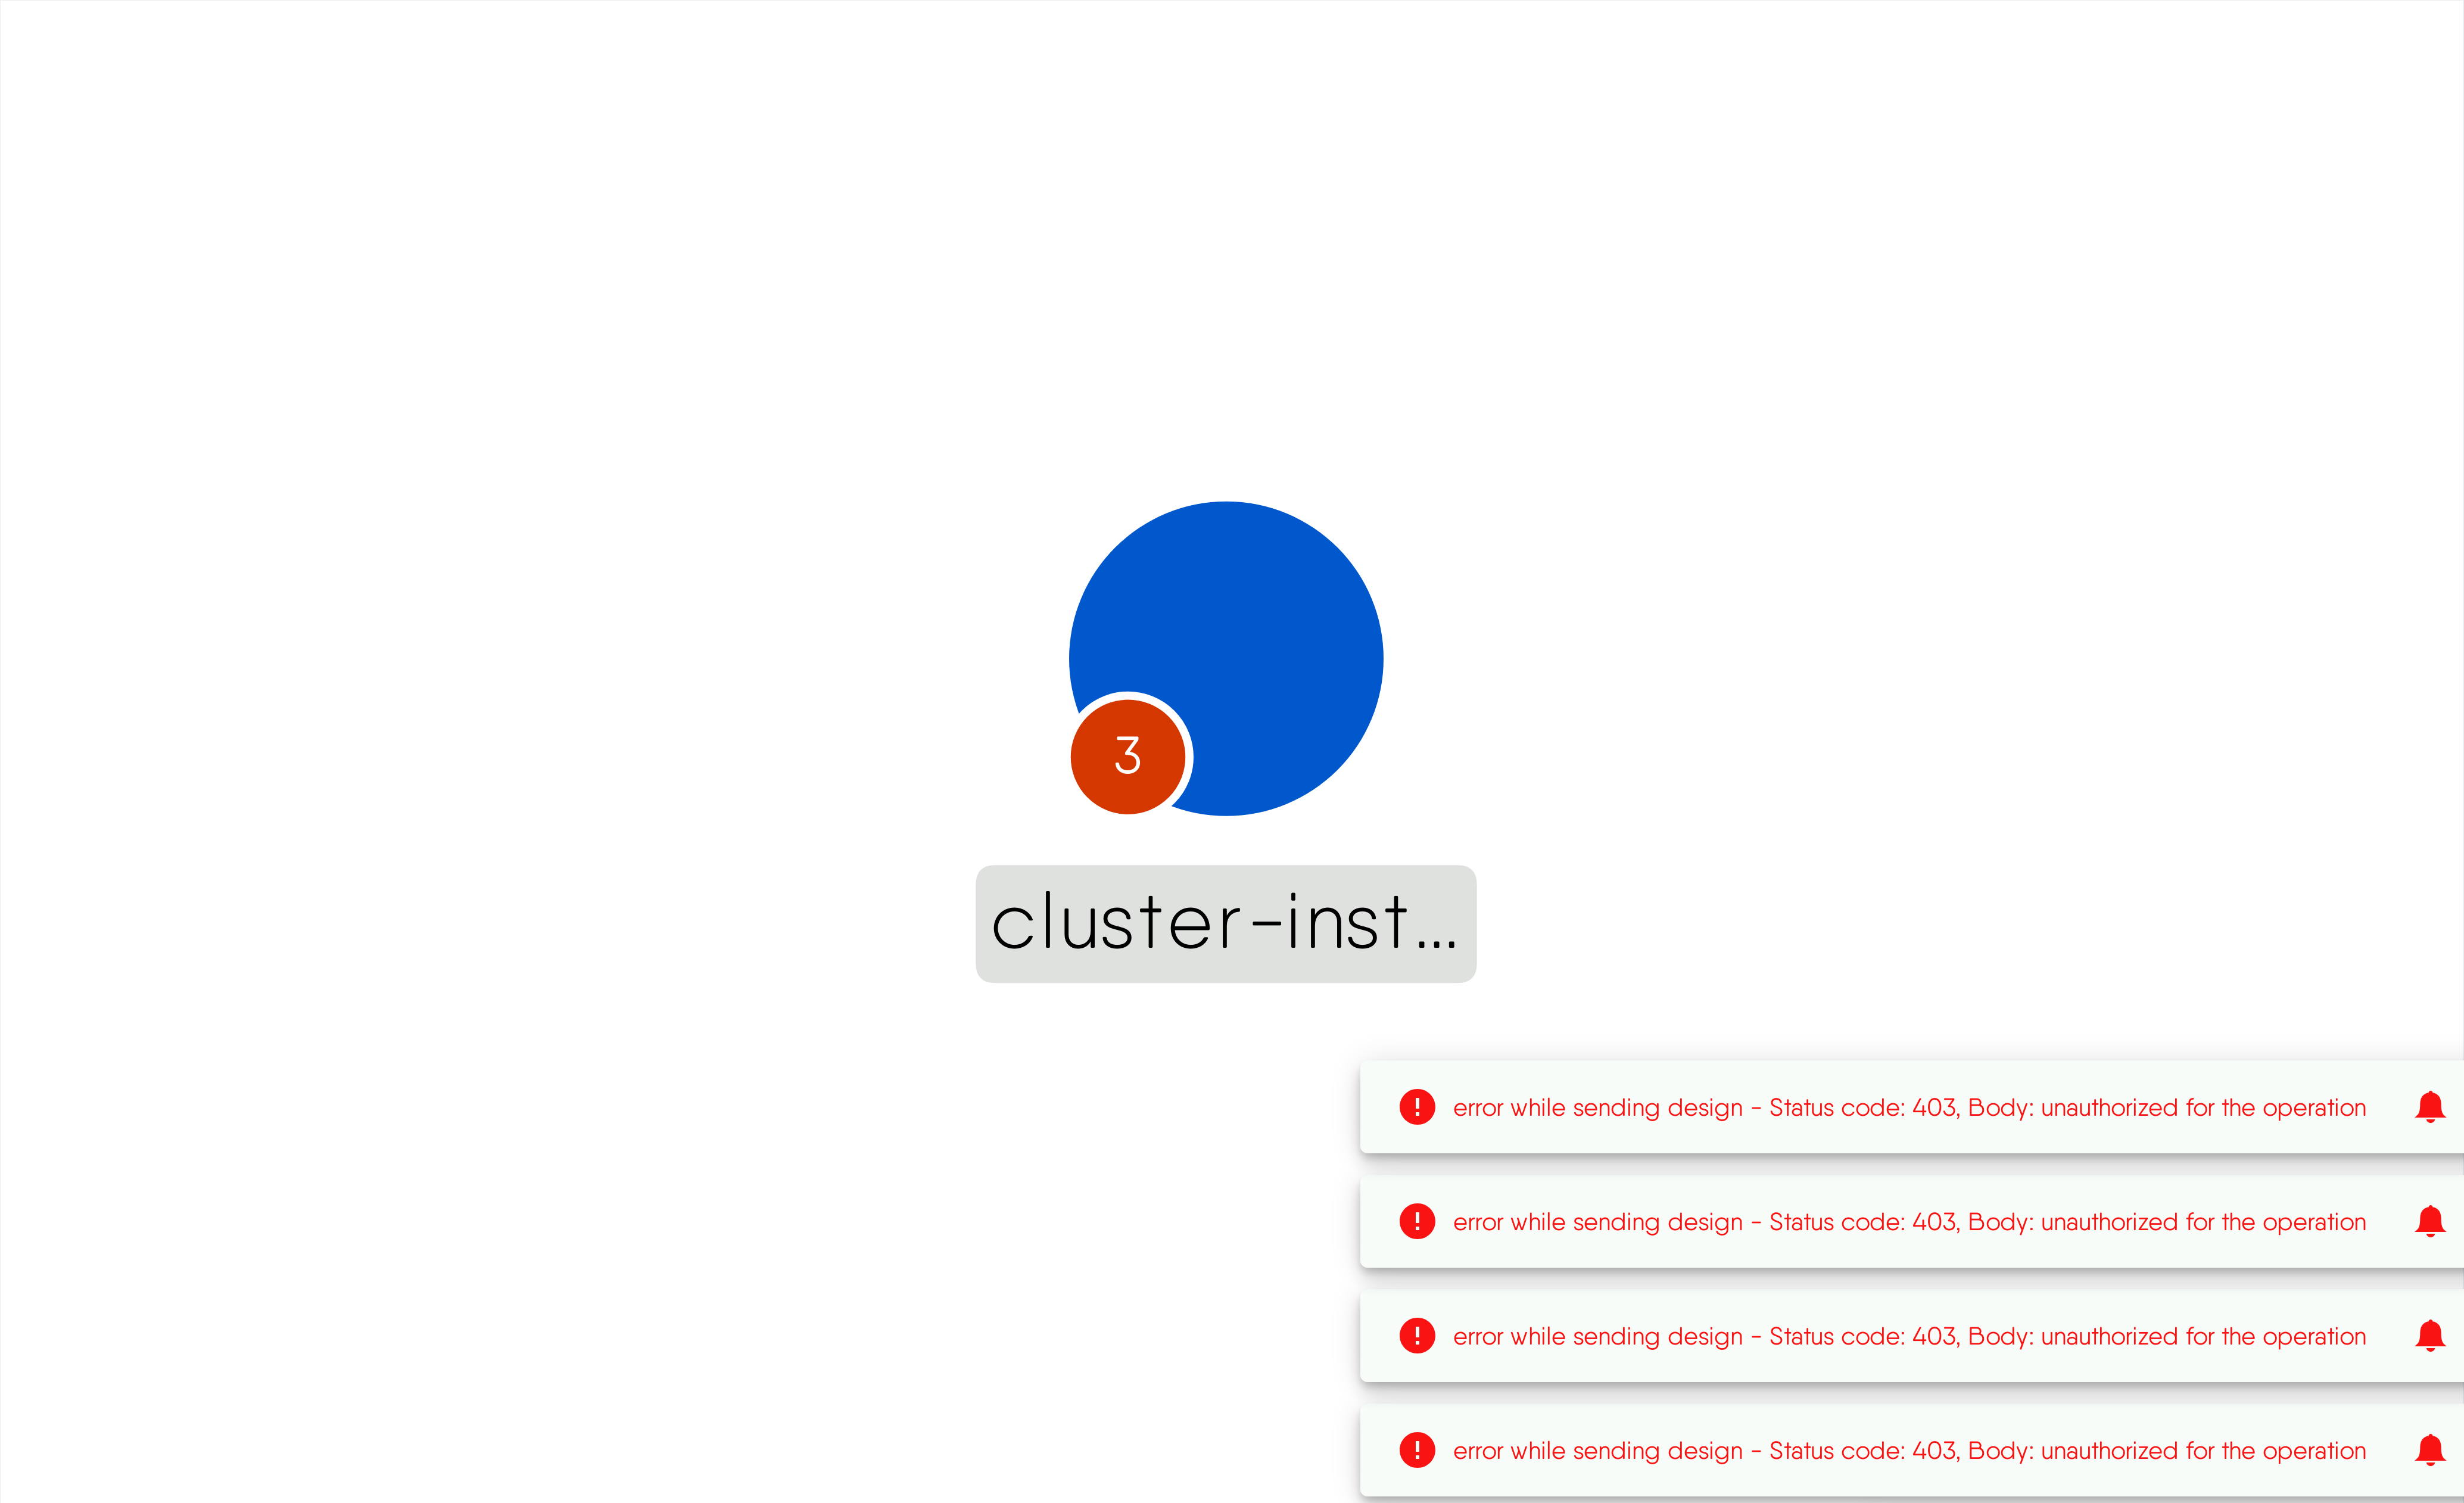 3
cluster-inst...
error while sending design - Status code: 403, Body: unauthorized for the operation
error while sending design - Status code: 403, Body: unauthorized for the operation
error while sending design - Status code: 403, Body: unauthorized for the operation
error while sending design - Status code: 403, Body: unauthorized for the operation